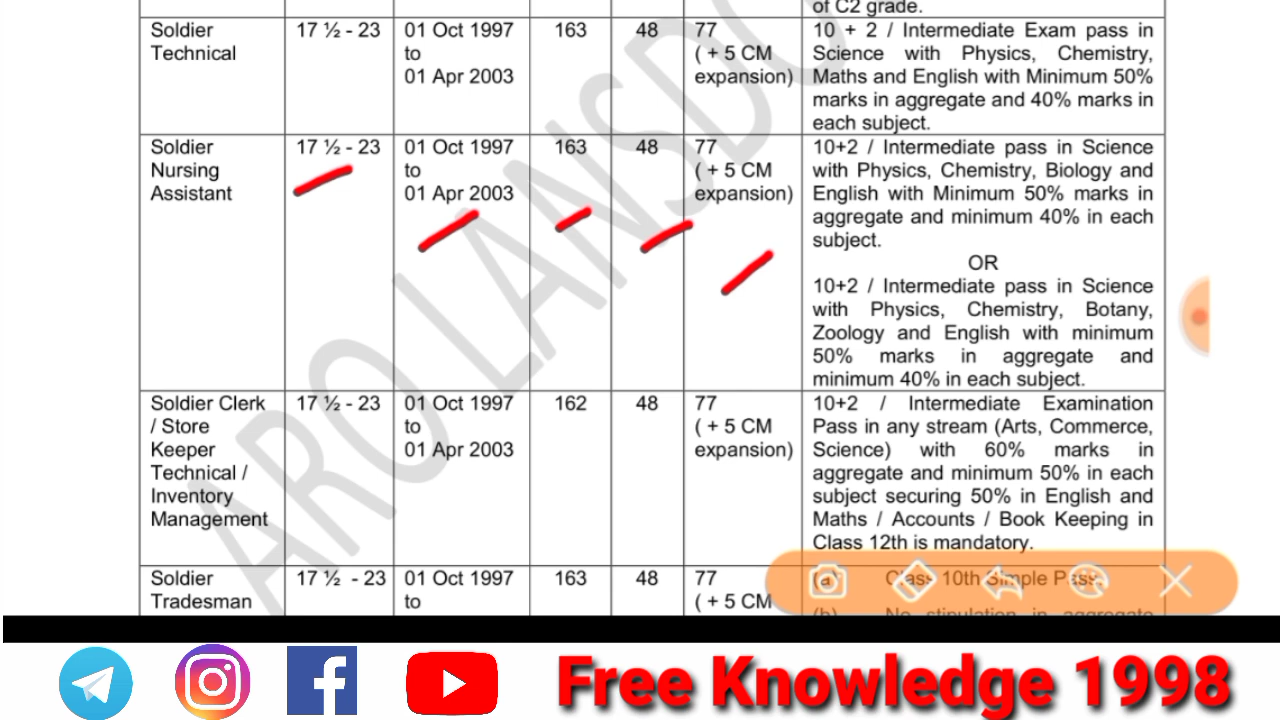 of C2 grade.
Soldier Technical
17 ½ - 23
01 Oct 1997
to
01 Apr 2003
163
48
77
( + 5 CM
expansion)
10 + 2 / Intermediate Exam pass in
Science with Physics, Chemistry,
Maths and English with Minimum 50%
marks in aggregate and 40% marks in
each subject.
Soldier
Nursing
Assistant
17 ½ - 23
01 Oct 1997
to
01 Apr 2003
163
48
77
( + 5 CM
expansion)
10+2 / Intermediate pass in Science
with Physics, Chemistry, Biology and
English with Minimum 50% marks in
aggregate and minimum 40% in each
subject.
OR
10+2 / Intermediate pass in Science
with Physics, Chemistry, Botany,
Zoology and English with minimum
50% marks in aggregate and
minimum 40% in each subject.
Soldier Clerk
/ Store
Keeper
Technical /
Inventory
Management
17 ½ - 23
01 Oct 1997
to
01 Apr 2003
162
48
77
( + 5 CM
expansion)
10+2 / Intermediate Examination
Pass in any stream (Arts, Commerce,
Science) with 60% marks in
aggregate and minimum 50% in each
subject securing 50% in English and
Maths / Accounts / Book Keeping in
Class 12th is mandatory.
Soldier
Tradesman
17 ½ - 23
01 Oct 1997
to
163
48
77
( + 5 CM
(a) Class 10th Simple Pass.
(b) No stipulation in aggregate
ARO LANSDO
Free Knowledge 1998